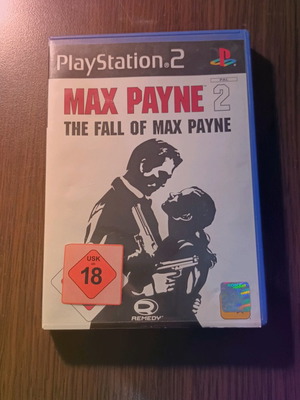 PlayStation®2
MAX PAYNE 2
THE FALL OF MAX PAYNE
USK
18
REMEDY